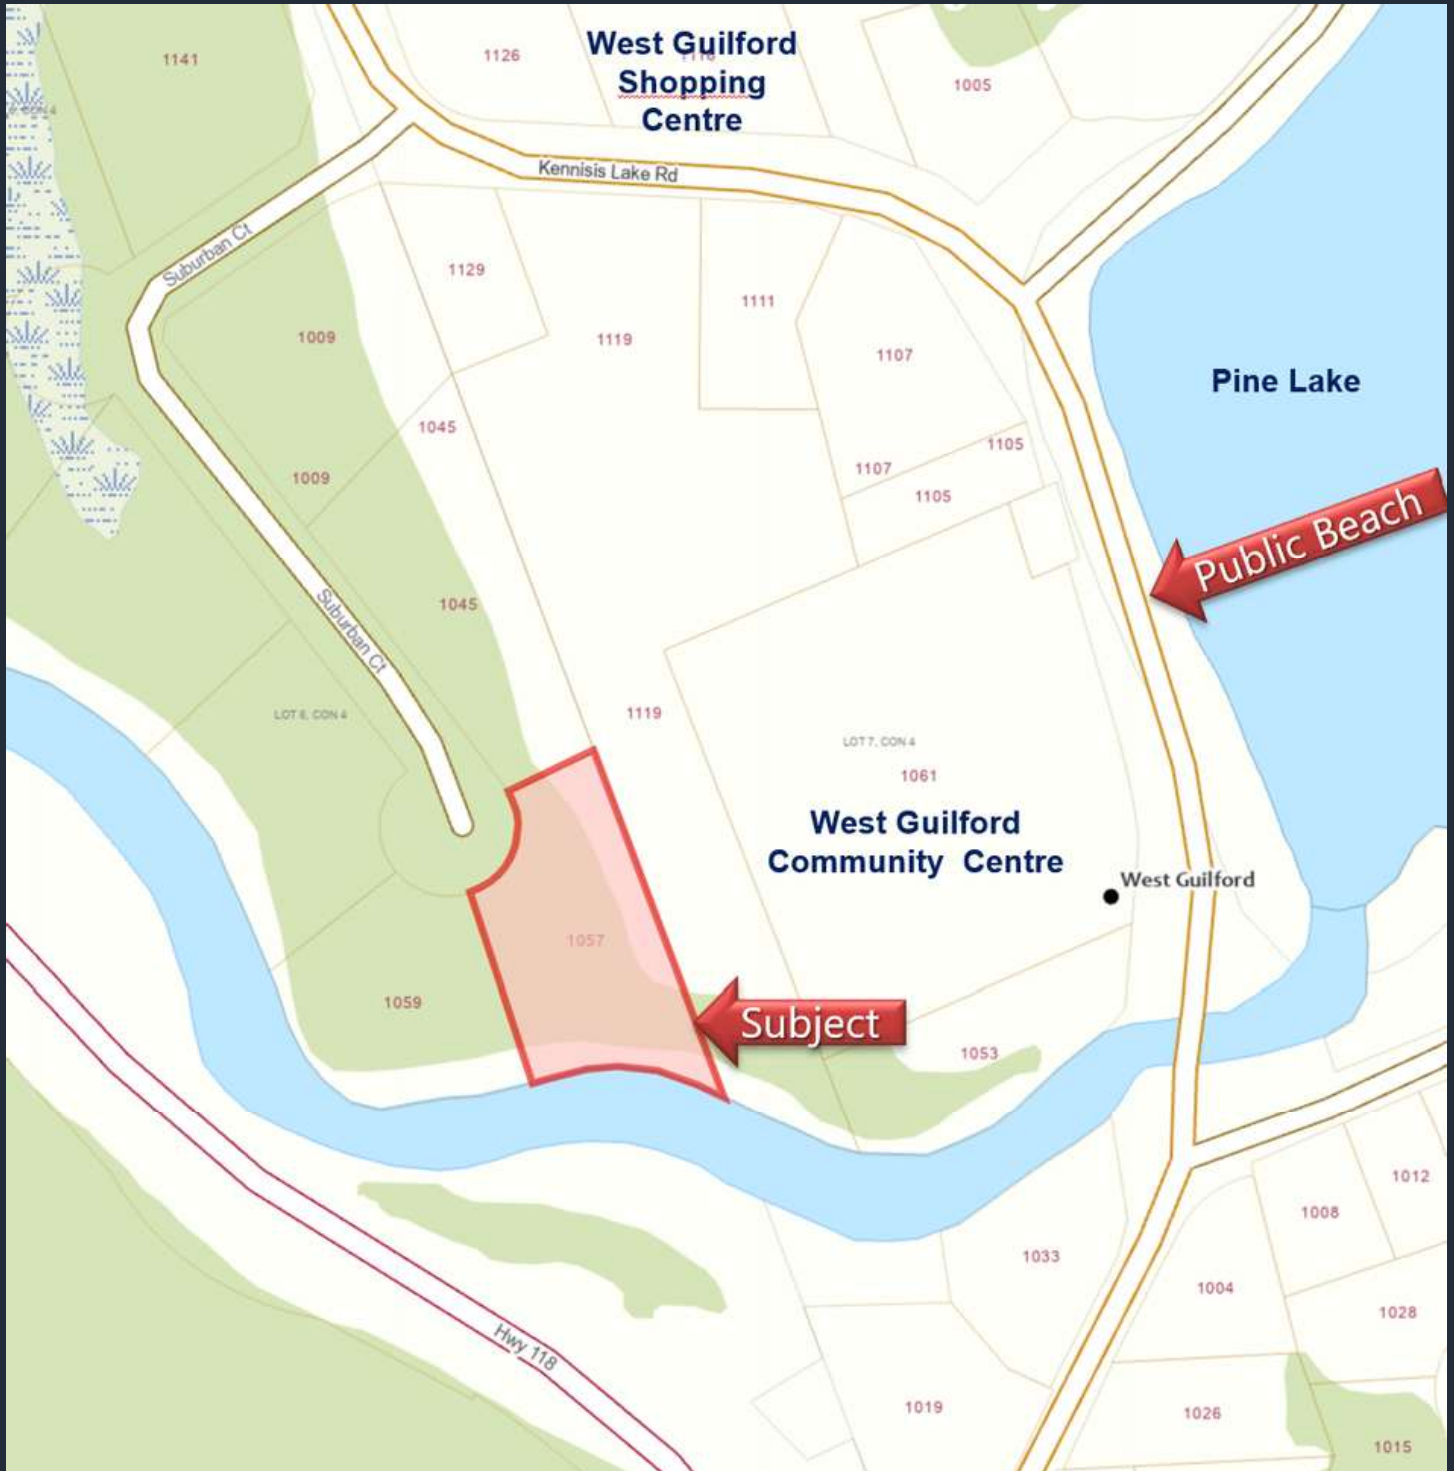 West Guilford
Shopping
Centre
1141
1126
1005
Kennisis Lake Rd
Suburban Ct
1129
1111
1119
1009
1107
Pine Lake
1045
1105
1107
1009
1105
Public Beach
1045
Suburban Ct
LOT 6, CON 4
1119
LOT 7, CON 4
1061
West Guilford
Community Centre
West Guilford
1057
1059
Subject
1053
1012
1008
1033
1004
1028
Hwy 118
1019
1026
1015